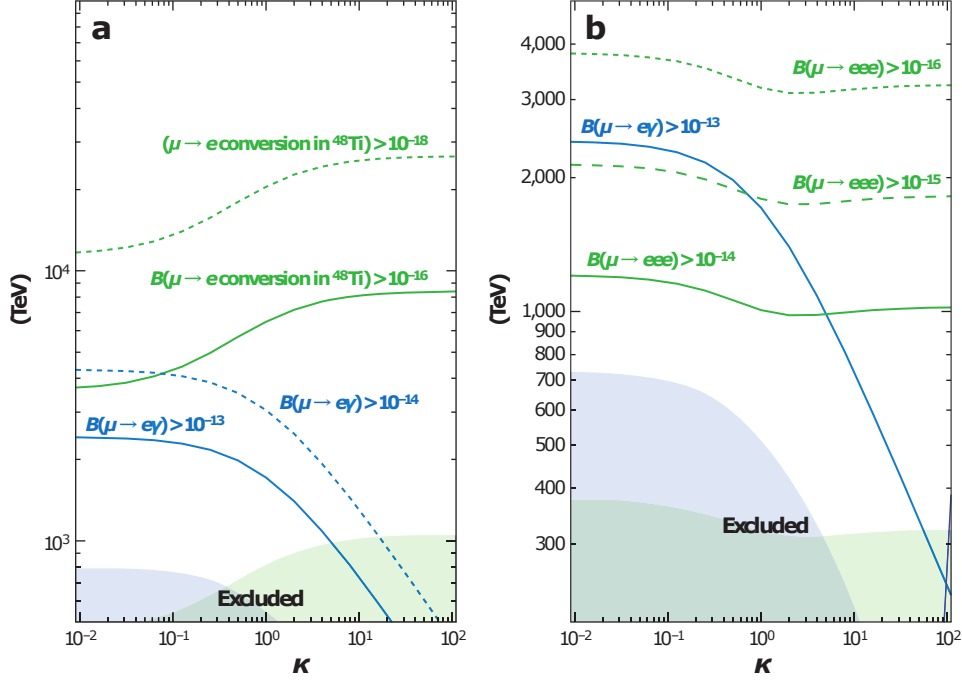 a
(μ → e conversion in ⁴⁸Ti) > 10⁻¹⁸
10⁴
B(μ → e conversion in ⁴⁸Ti) > 10⁻¹⁶
(TeV)
B(μ → eγ) > 10⁻¹⁴
B(μ → eγ) > 10⁻¹³
10³
Excluded
10⁻² 10⁻¹ 10⁰ 10¹ 10²
κ
b
4,000
B(μ → eee) > 10⁻¹⁶
3,000
B(μ → eγ) > 10⁻¹³
2,000
B(μ → eee) > 10⁻¹⁵
B(μ → eee) > 10⁻¹⁴
(TeV)
1,000
900
800
700
600
500
400
Excluded
300
10⁻² 10⁻¹ 10⁰ 10¹ 10²
κ